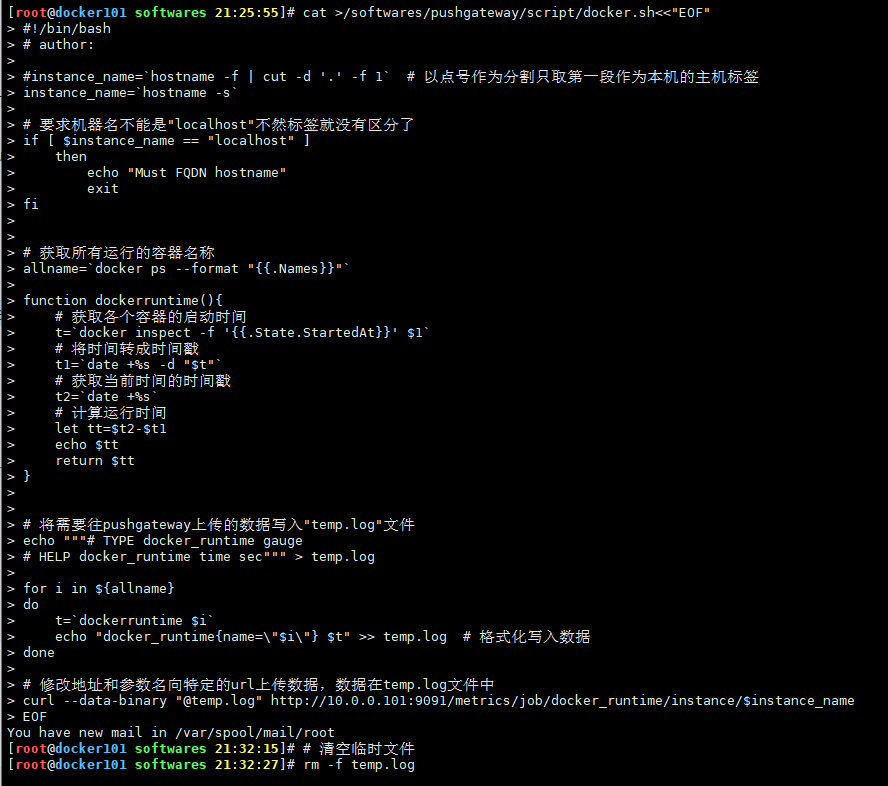 [root@docker101 softwares 21:25:55]# cat >/softwares/pushgateway/script/docker.sh<<"EOF"
> #!/bin/bash
> # author:
>
> #instance_name=`hostname -f | cut -d '.' -f 1`  # 以点号作为分割只取第一段作为本机的主机标签
> instance_name=`hostname -s`
>
> # 要求机器名不能是"localhost"不然标签就没有区分了
> if [ $instance_name == "localhost" ]
>     then
>         echo "Must FQDN hostname"
>         exit
> fi
>
>
> # 获取所有运行的容器名称
> allname=`docker ps --format "{{.Names}}"`
>
> function dockerruntime(){
>     # 获取各个容器的启动时间
>     t=`docker inspect -f '{{.State.StartedAt}}' $1`
>     # 将时间转成时间戳
>     t1=`date +%s -d "$t"`
>     # 获取当前时间的时间戳
>     t2=`date +%s`
>     # 计算运行时间
>     let tt=$t2-$t1
>     echo $tt
>     return $tt
> }
>
>
> # 将需要往pushgateway上传的数据写入"temp.log"文件
> echo """# TYPE docker_runtime gauge
> # HELP docker_runtime time sec""" > temp.log
>
> for i in ${allname}
> do
>     t=`dockerruntime $i`
>     echo "docker_runtime{name=\"$i\"} $t" >> temp.log  # 格式化写入数据
> done
>
> # 修改地址和参数名向特定的url上传数据，数据在temp.log文件中
> curl --data-binary "@temp.log" http://10.0.0.101:9091/metrics/job/docker_runtime/instance/$instance_name
> EOF
You have new mail in /var/spool/mail/root
[root@docker101 softwares 21:32:15]# # 清空临时文件
[root@docker101 softwares 21:32:27]# rm -f temp.log